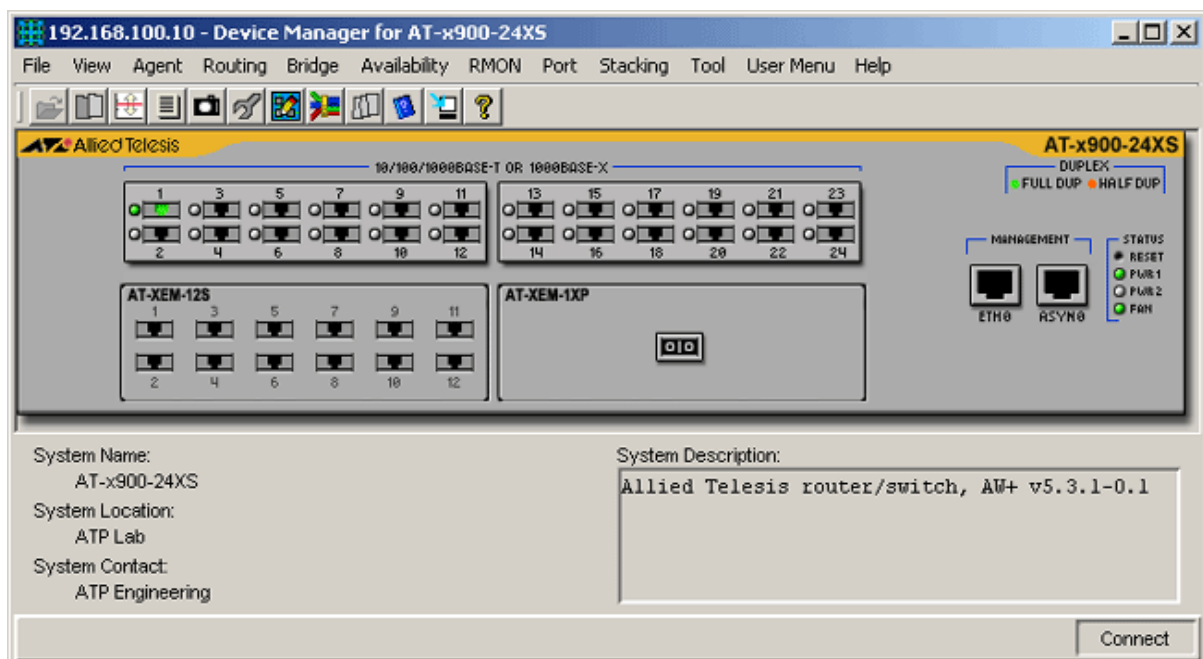 192.168.100.10 - Device Manager for AT-x900-24XS
File View Agent Routing Bridge Availability RMON Port Stacking Tool User Menu Help
Allied Telesis
AT-x900-24XS
10/100/1000BASE-T OR 1000BASE-X
DUPLEX
FULL DUP HALF DUP
1 3 5 7 9 11 13 15 17 19 21 23
2 4 6 8 10 12 14 16 18 20 22 24
MANAGEMENT
STATUS
RESET
PWR1
PWR2
FAN
ETH0 ASYN0
AT-XEM-12S
1 3 5 7 9 11
2 4 6 8 10 12
AT-XEM-1XP
System Name:
AT-x900-24XS
System Location:
ATP Lab
System Contact:
ATP Engineering
System Description:
Allied Telesis router/switch, AW+ v5.3.1-0.1
Connect